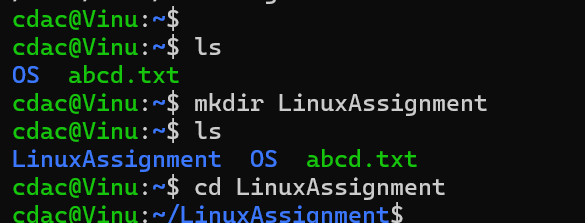 cdac@Vinu:~$
cdac@Vinu:~$ ls
OS  abcd.txt
cdac@Vinu:~$ mkdir LinuxAssignment
cdac@Vinu:~$ ls
LinuxAssignment  OS  abcd.txt
cdac@Vinu:~$ cd LinuxAssignment
cdac@Vinu:~/LinuxAssignment$